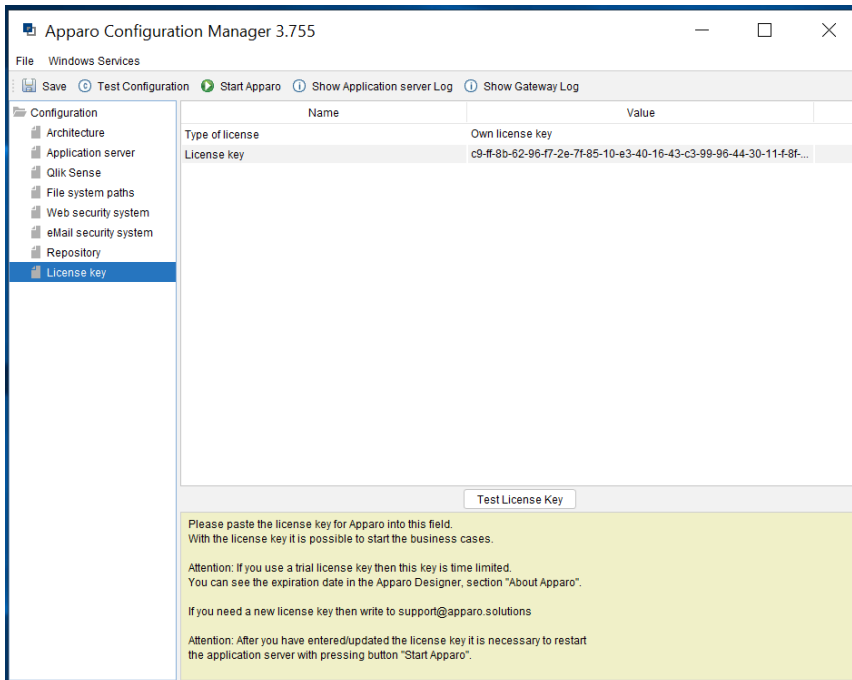 Apparo Configuration Manager 3.755
File Windows Services
Save Test Configuration Start Apparo Show Application server Log Show Gateway Log
Configuration
Architecture
Application server
Qlik Sense
File system paths
Web security system
eMail security system
Repository
License key
Name Value
Type of license Own license key
License key c9-ff-8b-62-96-f7-2e-7f-85-10-e3-40-16-43-c3-99-96-44-30-11-f-8f-...
Test License Key
Please paste the license key for Apparo into this field.
With the license key it is possible to start the business cases.
Attention: If you use a trial license key then this key is time limited.
You can see the expiration date in the Apparo Designer, section "About Apparo".
If you need a new license key then write to support@apparo.solutions
Attention: After you have entered/updated the license key it is necessary to restart
the application server with pressing button "Start Apparo".